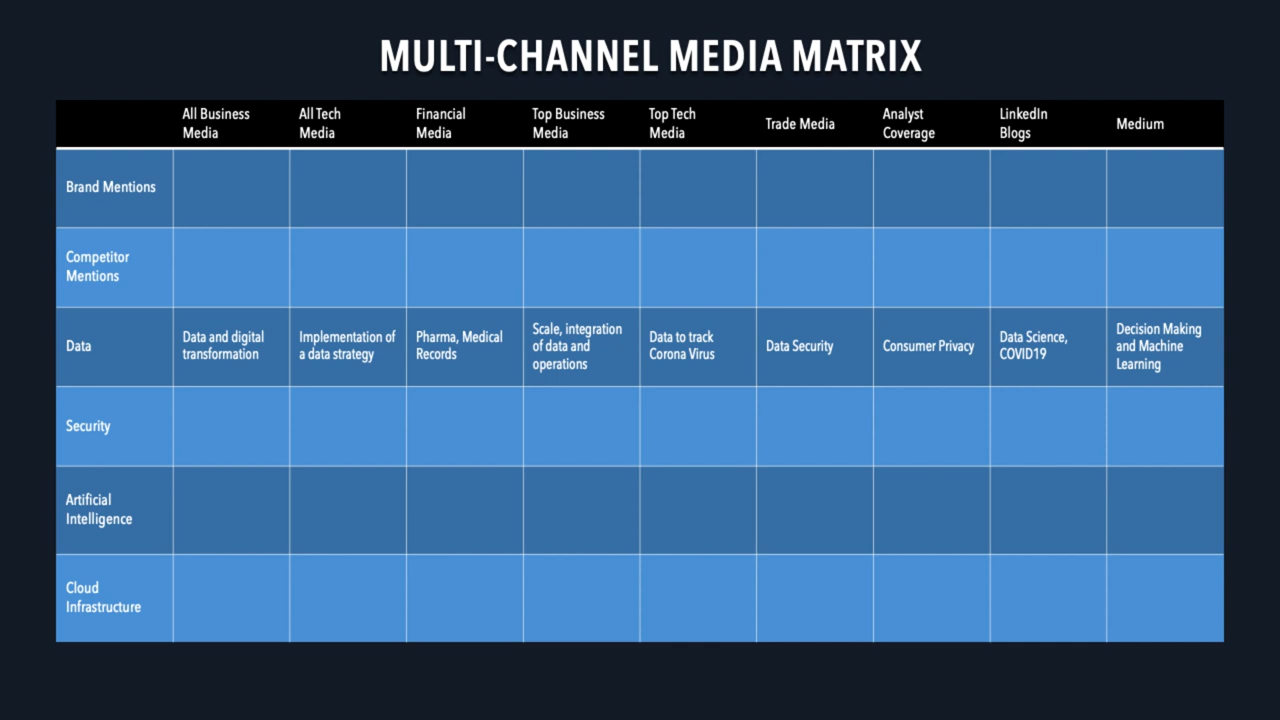 MULTI-CHANNEL MEDIA MATRIX
All Business
Media
All Tech
Media
Financial
Media
Top Business
Media
Top Tech
Media
Trade Media
Analyst
Coverage
LinkedIn
Blogs
Medium
Brand Mentions
Competitor
Mentions
Data
Data and digital
transformation
Implementation of
a data strategy
Pharma, Medical
Records
Scale, integration
of data and
operations
Data to track
Corona Virus
Data Security
Consumer Privacy
Data Science,
COVID19
Decision Making
and Machine
Learning
Security
Artificial
Intelligence
Cloud
Infrastructure